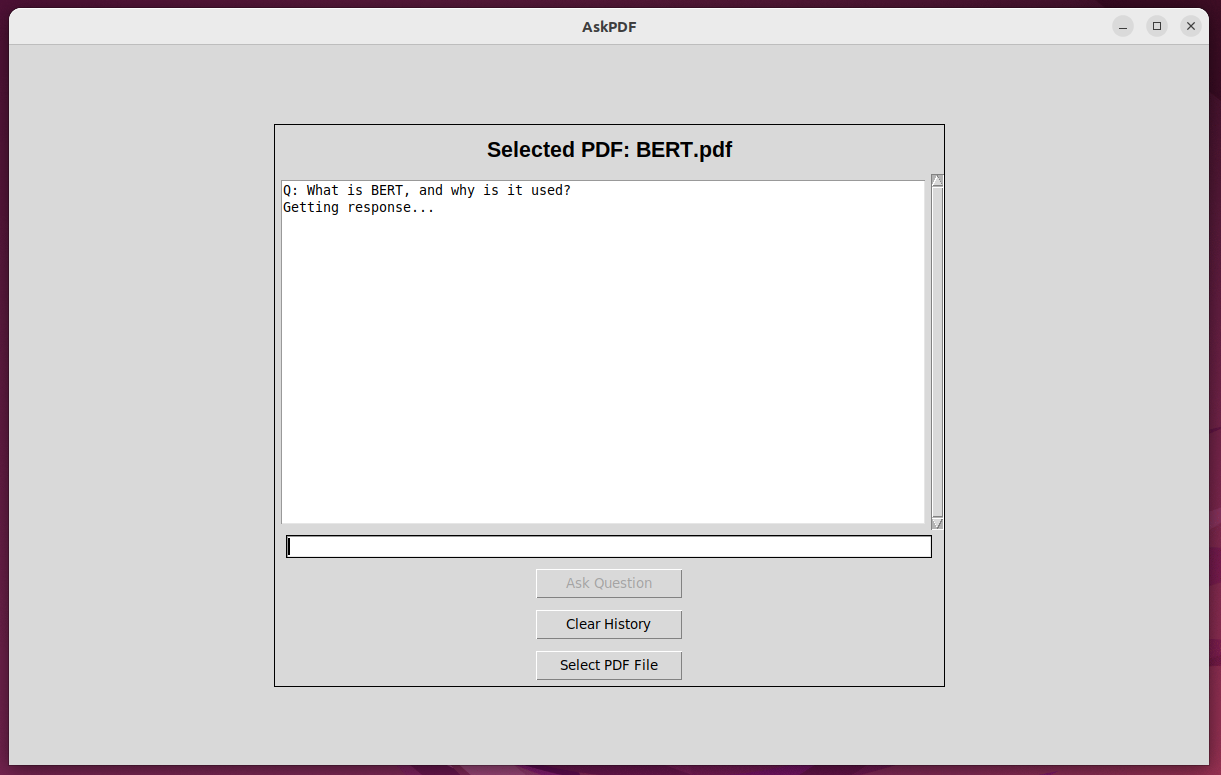 AskPDF
Selected PDF: BERT.pdf
Q: What is BERT, and why is it used?
Getting response...
Ask Question
Clear History
Select PDF File